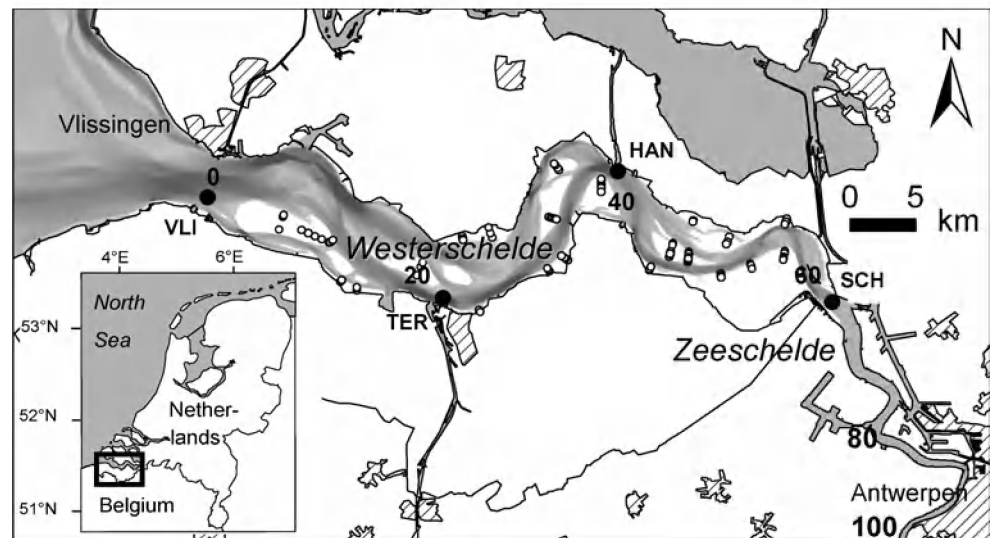 N
Vlissingen
HAN
0
0 5
40
km
VLI
Westerschelde
20
60
SCH
TER
4°E 6°E
North
Sea
53°N
Zeeschelde
Nether-
lands
52°N
80
Belgium
Antwerpen
51°N
100